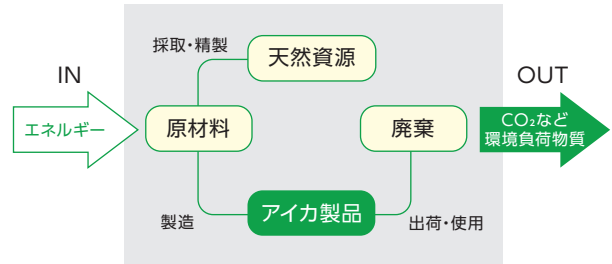 採取・精製
天然資源
IN
OUT
エネルギー
原材料
廃棄
CO₂など
環境負荷物質
製造
アイカ製品
出荷・使用